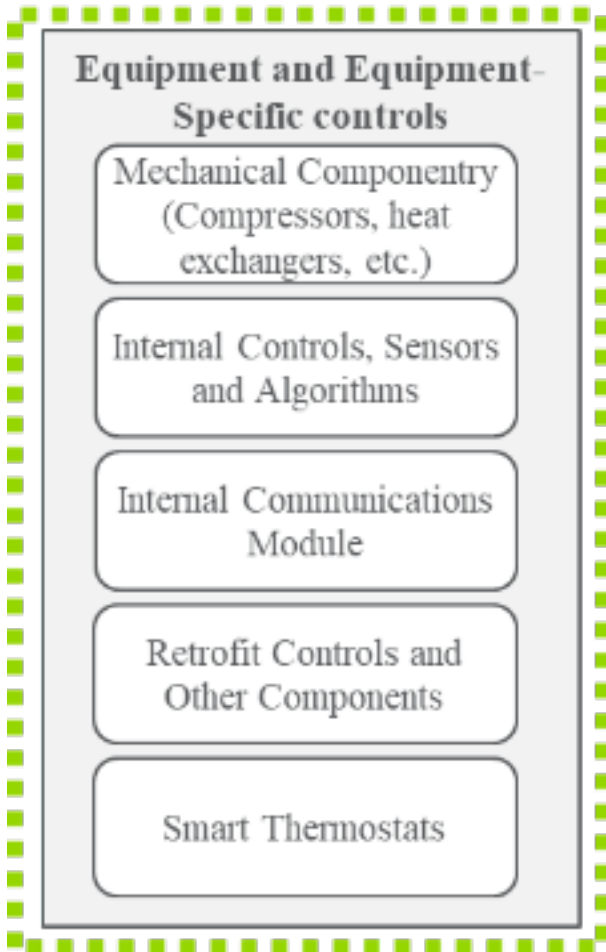 Equipment and Equipment-
Specific controls
Mechanical Componentry
(Compressors, heat
exchangers, etc.)
Internal Controls, Sensors
and Algorithms
Internal Communications
Module
Retrofit Controls and
Other Components
Smart Thermostats